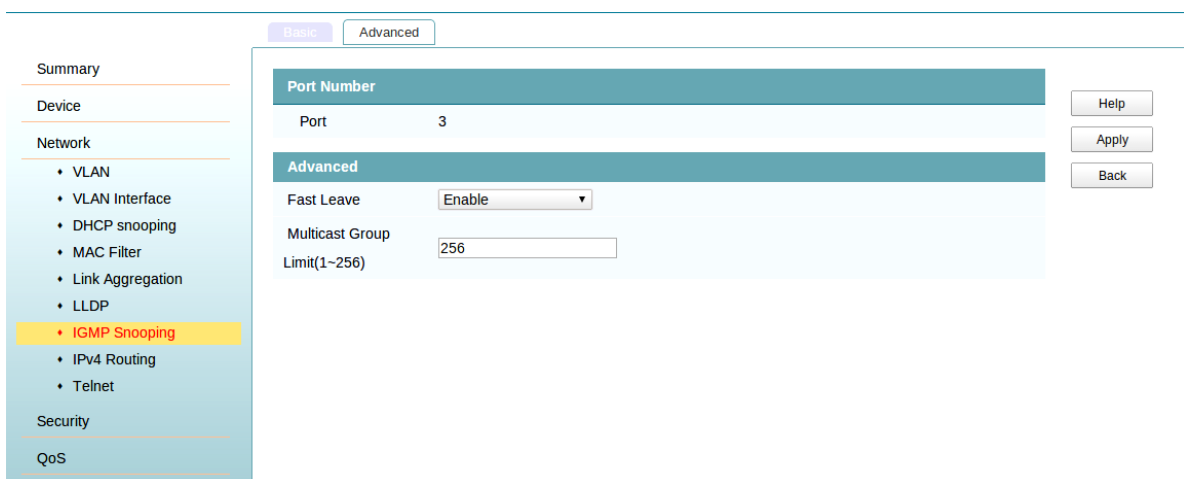 Basic
Advanced
Summary
Device
Network
VLAN
VLAN Interface
DHCP snooping
MAC Filter
Link Aggregation
LLDP
IGMP Snooping
IPv4 Routing
Telnet
Security
QoS
Port Number
Port 3
Advanced
Fast Leave Enable
Multicast Group
Limit(1~256) 256
Help
Apply
Back